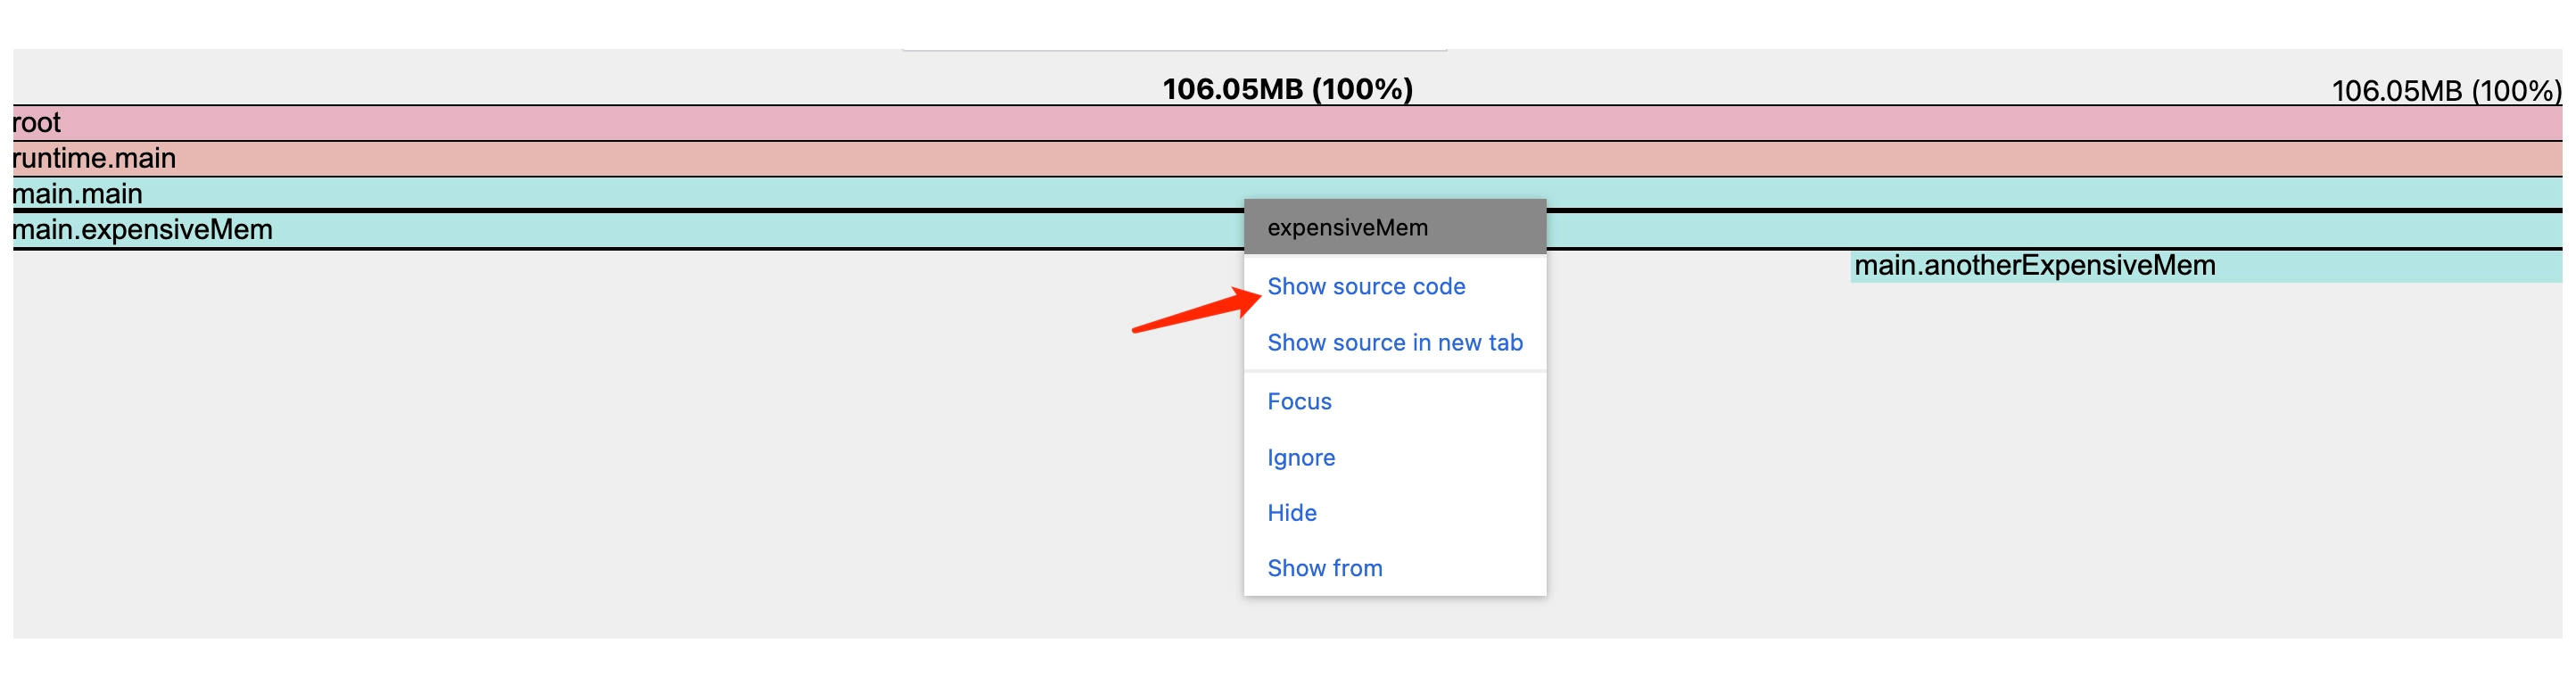 106.05MB (100%)
106.05MB (100%)
root
runtime.main
main.main
main.expensiveMem
expensiveMem
Show source code
Show source in new tab
Focus
Ignore
Hide
Show from
main.anotherExpensiveMem